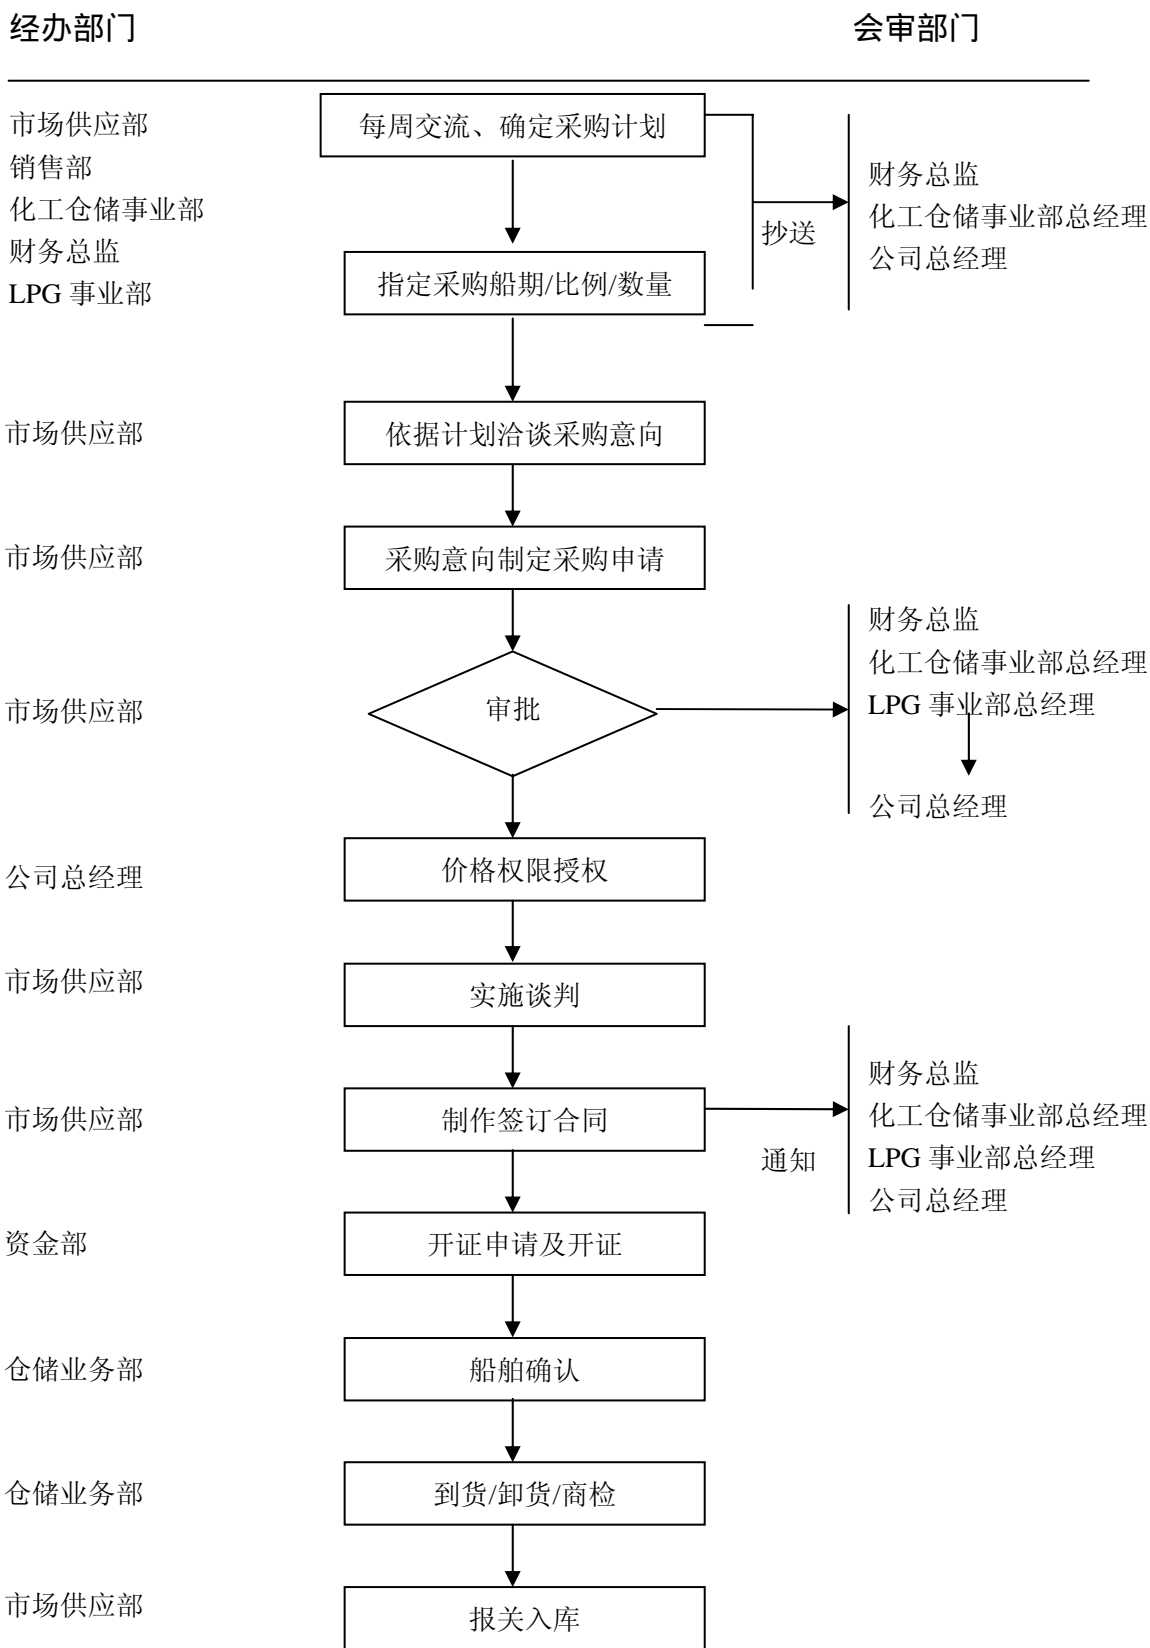 经办部门
会审部门
市场供应部
每周交流、确定采购计划
销售部
财务总监
化工仓储事业部
化工仓储事业部总经理
抄送
财务总监
公司总经理
指定采购船期/比例/数量
LPG 事业部
市场供应部
依据计划洽谈采购意向
市场供应部
采购意向制定采购申请
财务总监
化工仓储事业部总经理
市场供应部
审批
LPG 事业部总经理
公司总经理
公司总经理
价格权限授权
市场供应部
实施谈判
财务总监
市场供应部
制作签订合同
化工仓储事业部总经理
通知
LPG 事业部总经理
公司总经理
资金部
开证申请及开证
仓储业务部
船舶确认
仓储业务部
到货/卸货/商检
市场供应部
报关入库